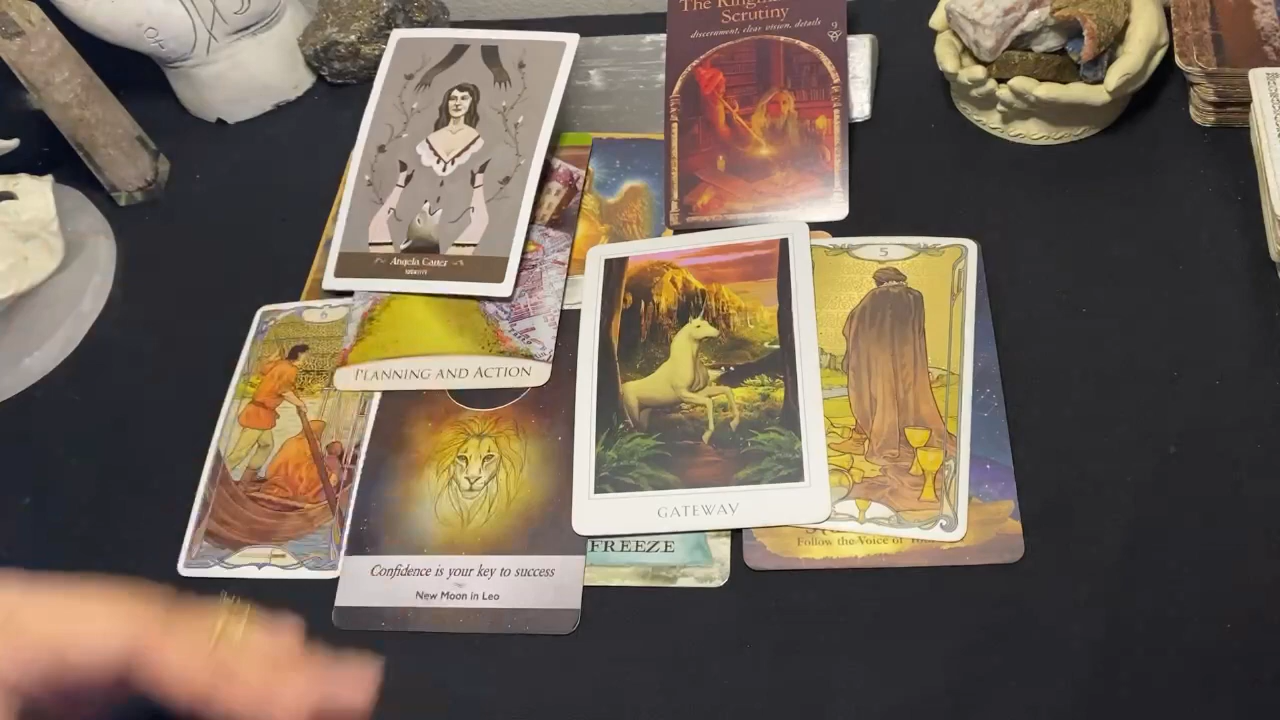 The
Scrutiny
discernment, clear vision, details
9
Angela Carter
5
6
PLANNING AND ACTION
GATEWAY
Follow the Voice of
FREEZE
Confidence is your key to success
New Moon in Leo